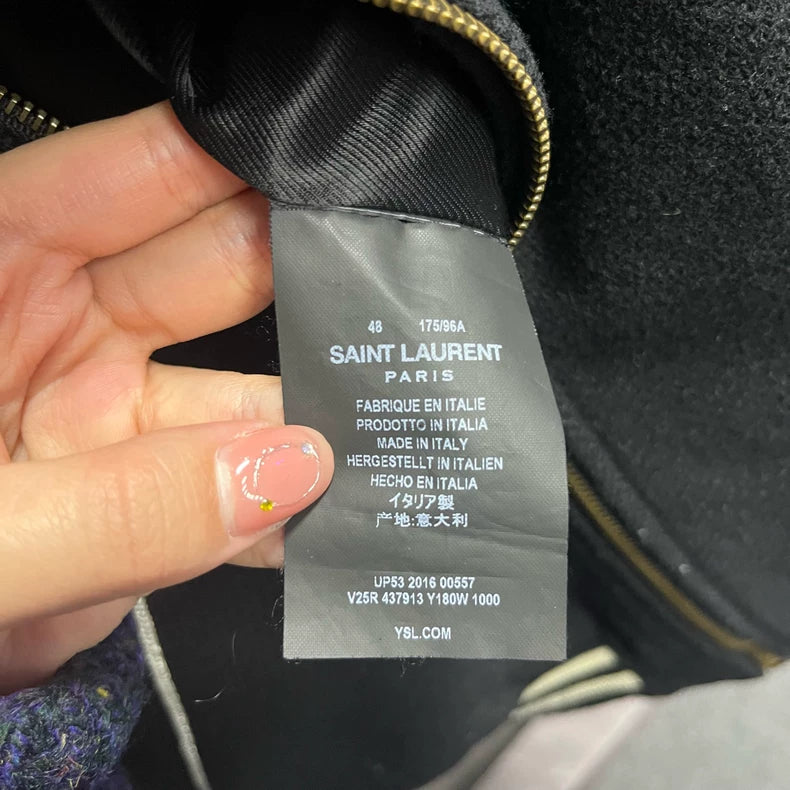 48 175/96A
SAINT LAURENT
PARIS
FABRIQUE EN ITALIE
PRODOTTO IN ITALIA
MADE IN ITALY
HERGESTELLT IN ITALIEN
HECHO EN ITALIA
イタリア製
产地:意大利
UP53 2016 00557
V25R 437913 Y180W 1000
YSL.COM